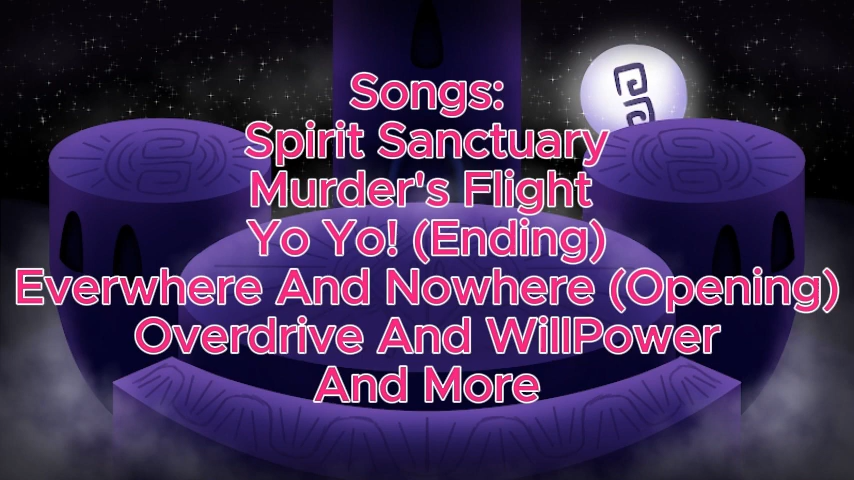 Songs:
Spirit Sanctuary
Murder's Flight
Yo Yo! (Ending)
Everwhere And Nowhere (Opening)
Overdrive And WillPower
And More